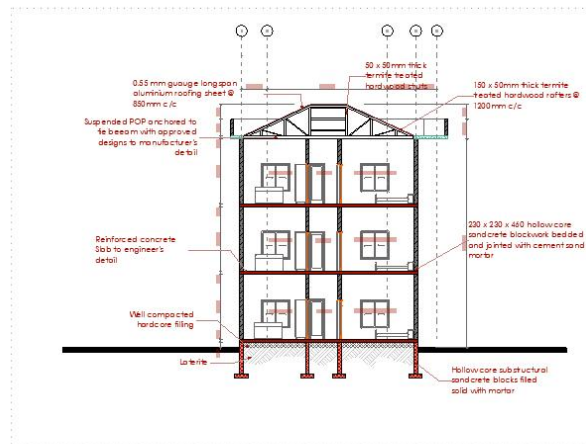 50 x 50mm thick
termite treated
hardwood struts
0.55 mm guauge longspan
aluminium roofing sheet @
850mm c/c
150 x 50mm thick termite
treated hardwood rafters @
1200mm c/c
Suspended POP anchored to
tie beam with approved
designs to manufacturer's
detail
Reinforced concrete
Slab to engineer's
detail
230 x 230 x 460 hollow core
sandcrete blockwork bedded
and jointed with cement sand
mortar
Well compacted
hardcore filling
Laterite
Hollow core substructural
sandcrete blocks filled
solid with mortar